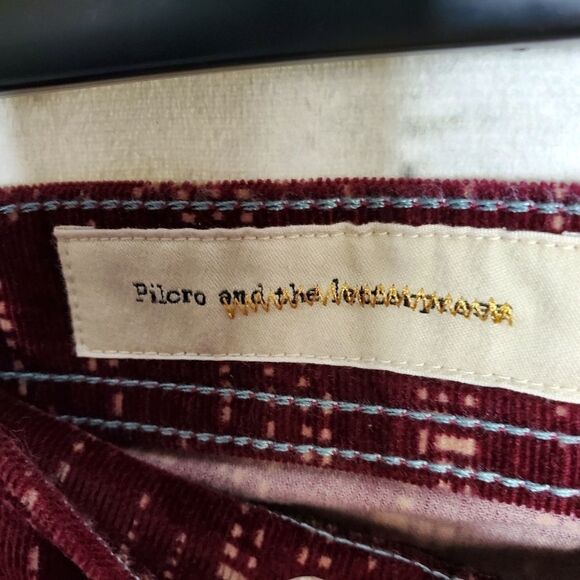 Pilcro and the letterpress